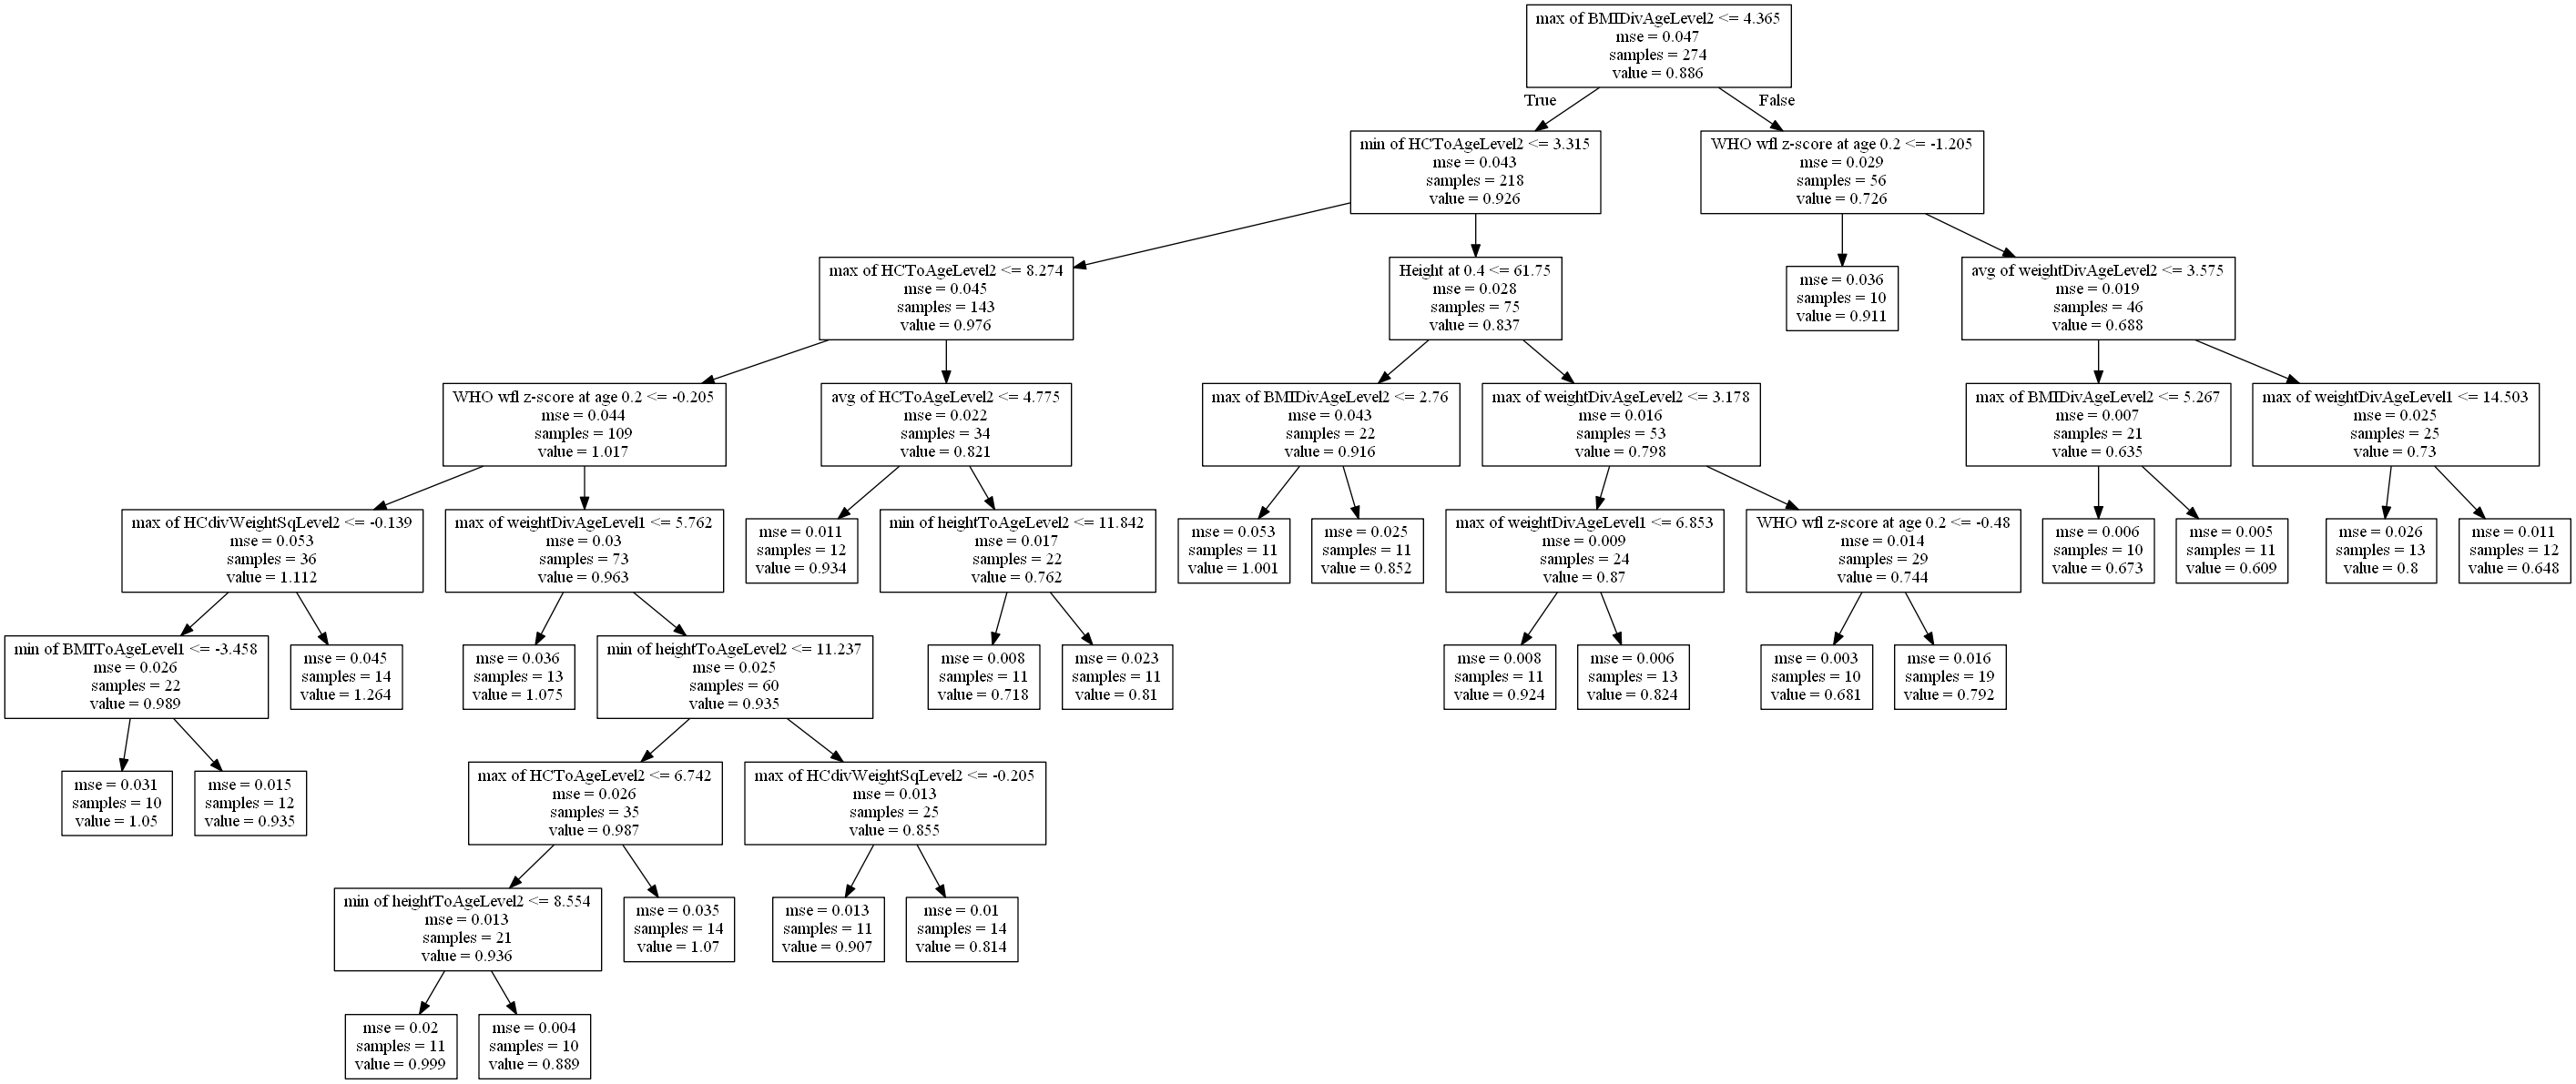 max of BMIDivAgeLevel2 <= 4.365
mse = 0.047
samples = 274
value = 0.886
True
False
min of HCToAgeLevel2 <= 3.315
mse = 0.043
samples = 218
value = 0.926
WHO wfl z-score at age 0.2 <= -1.205
mse = 0.029
samples = 56
value = 0.726
max of HCToAgeLevel2 <= 8.274
mse = 0.045
samples = 143
value = 0.976
Height at 0.4 <= 61.75
mse = 0.028
samples = 75
value = 0.837
mse = 0.036
samples = 10
value = 0.911
avg of weightDivAgeLevel2 <= 3.575
mse = 0.019
samples = 46
value = 0.688
WHO wfl z-score at age 0.2 <= -0.205
mse = 0.044
samples = 109
value = 1.017
avg of HCToAgeLevel2 <= 4.775
mse = 0.022
samples = 34
value = 0.821
max of BMIDivAgeLevel2 <= 2.76
mse = 0.043
samples = 22
value = 0.916
max of weightDivAgeLevel2 <= 3.178
mse = 0.016
samples = 53
value = 0.798
max of BMIDivAgeLevel2 <= 5.267
mse = 0.007
samples = 21
value = 0.635
max of weightDivAgeLevel1 <= 14.503
mse = 0.025
samples = 25
value = 0.73
max of HCdivWeightSqLevel2 <= -0.139
mse = 0.053
samples = 36
value = 1.112
max of weightDivAgeLevel1 <= 5.762
mse = 0.03
samples = 73
value = 0.963
mse = 0.011
samples = 12
value = 0.934
min of heightToAgeLevel2 <= 11.842
mse = 0.017
samples = 22
value = 0.762
mse = 0.053
samples = 11
value = 1.001
mse = 0.025
samples = 11
value = 0.852
max of weightDivAgeLevel1 <= 6.853
mse = 0.009
samples = 24
value = 0.87
WHO wfl z-score at age 0.2 <= -0.48
mse = 0.014
samples = 29
value = 0.744
mse = 0.006
samples = 10
value = 0.673
mse = 0.005
samples = 11
value = 0.609
mse = 0.026
samples = 13
value = 0.8
mse = 0.011
samples = 12
value = 0.648
min of BMIToAgeLevel1 <= -3.458
mse = 0.026
samples = 22
value = 0.989
mse = 0.045
samples = 14
value = 1.264
mse = 0.036
samples = 13
value = 1.075
min of heightToAgeLevel2 <= 11.237
mse = 0.025
samples = 60
value = 0.935
mse = 0.008
samples = 11
value = 0.718
mse = 0.023
samples = 11
value = 0.81
mse = 0.008
samples = 11
value = 0.924
mse = 0.006
samples = 13
value = 0.824
mse = 0.003
samples = 10
value = 0.681
mse = 0.016
samples = 19
value = 0.792
mse = 0.031
samples = 10
value = 1.05
mse = 0.015
samples = 12
value = 0.935
max of HCToAgeLevel2 <= 6.742
mse = 0.026
samples = 35
value = 0.987
max of HCdivWeightSqLevel2 <= -0.205
mse = 0.013
samples = 25
value = 0.855
min of heightToAgeLevel2 <= 8.554
mse = 0.013
samples = 21
value = 0.936
mse = 0.035
samples = 14
value = 1.07
mse = 0.013
samples = 11
value = 0.907
mse = 0.01
samples = 14
value = 0.814
mse = 0.02
samples = 11
value = 0.999
mse = 0.004
samples = 10
value = 0.889